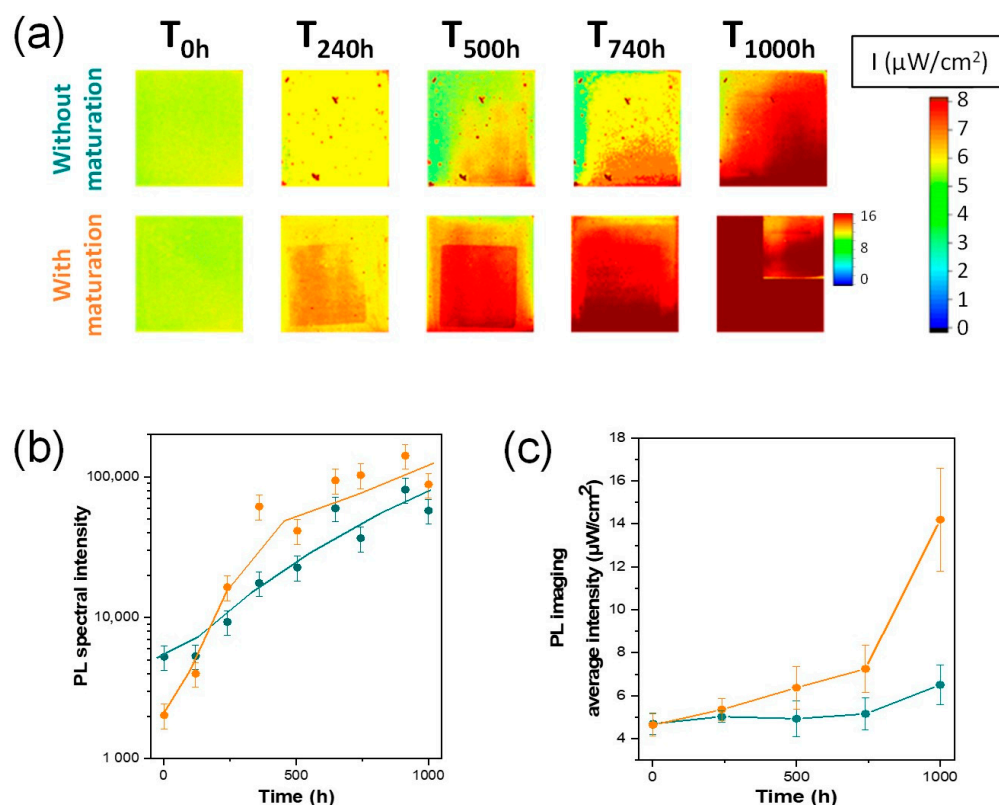 (a)
T0h T240h T500h T740h T1000h
I (μW/cm²)
Without
maturation
With
maturation
16
12
8
4
0
8
7
6
5
4
3
2
1
0
(b)
PL spectral intensity
100,000
10,000
1 000
0 500 1000
Time (h)
(c)
PL imaging
average intensity (μW/cm²)
18
16
14
12
10
8
6
4
0 500 1000
Time (h)